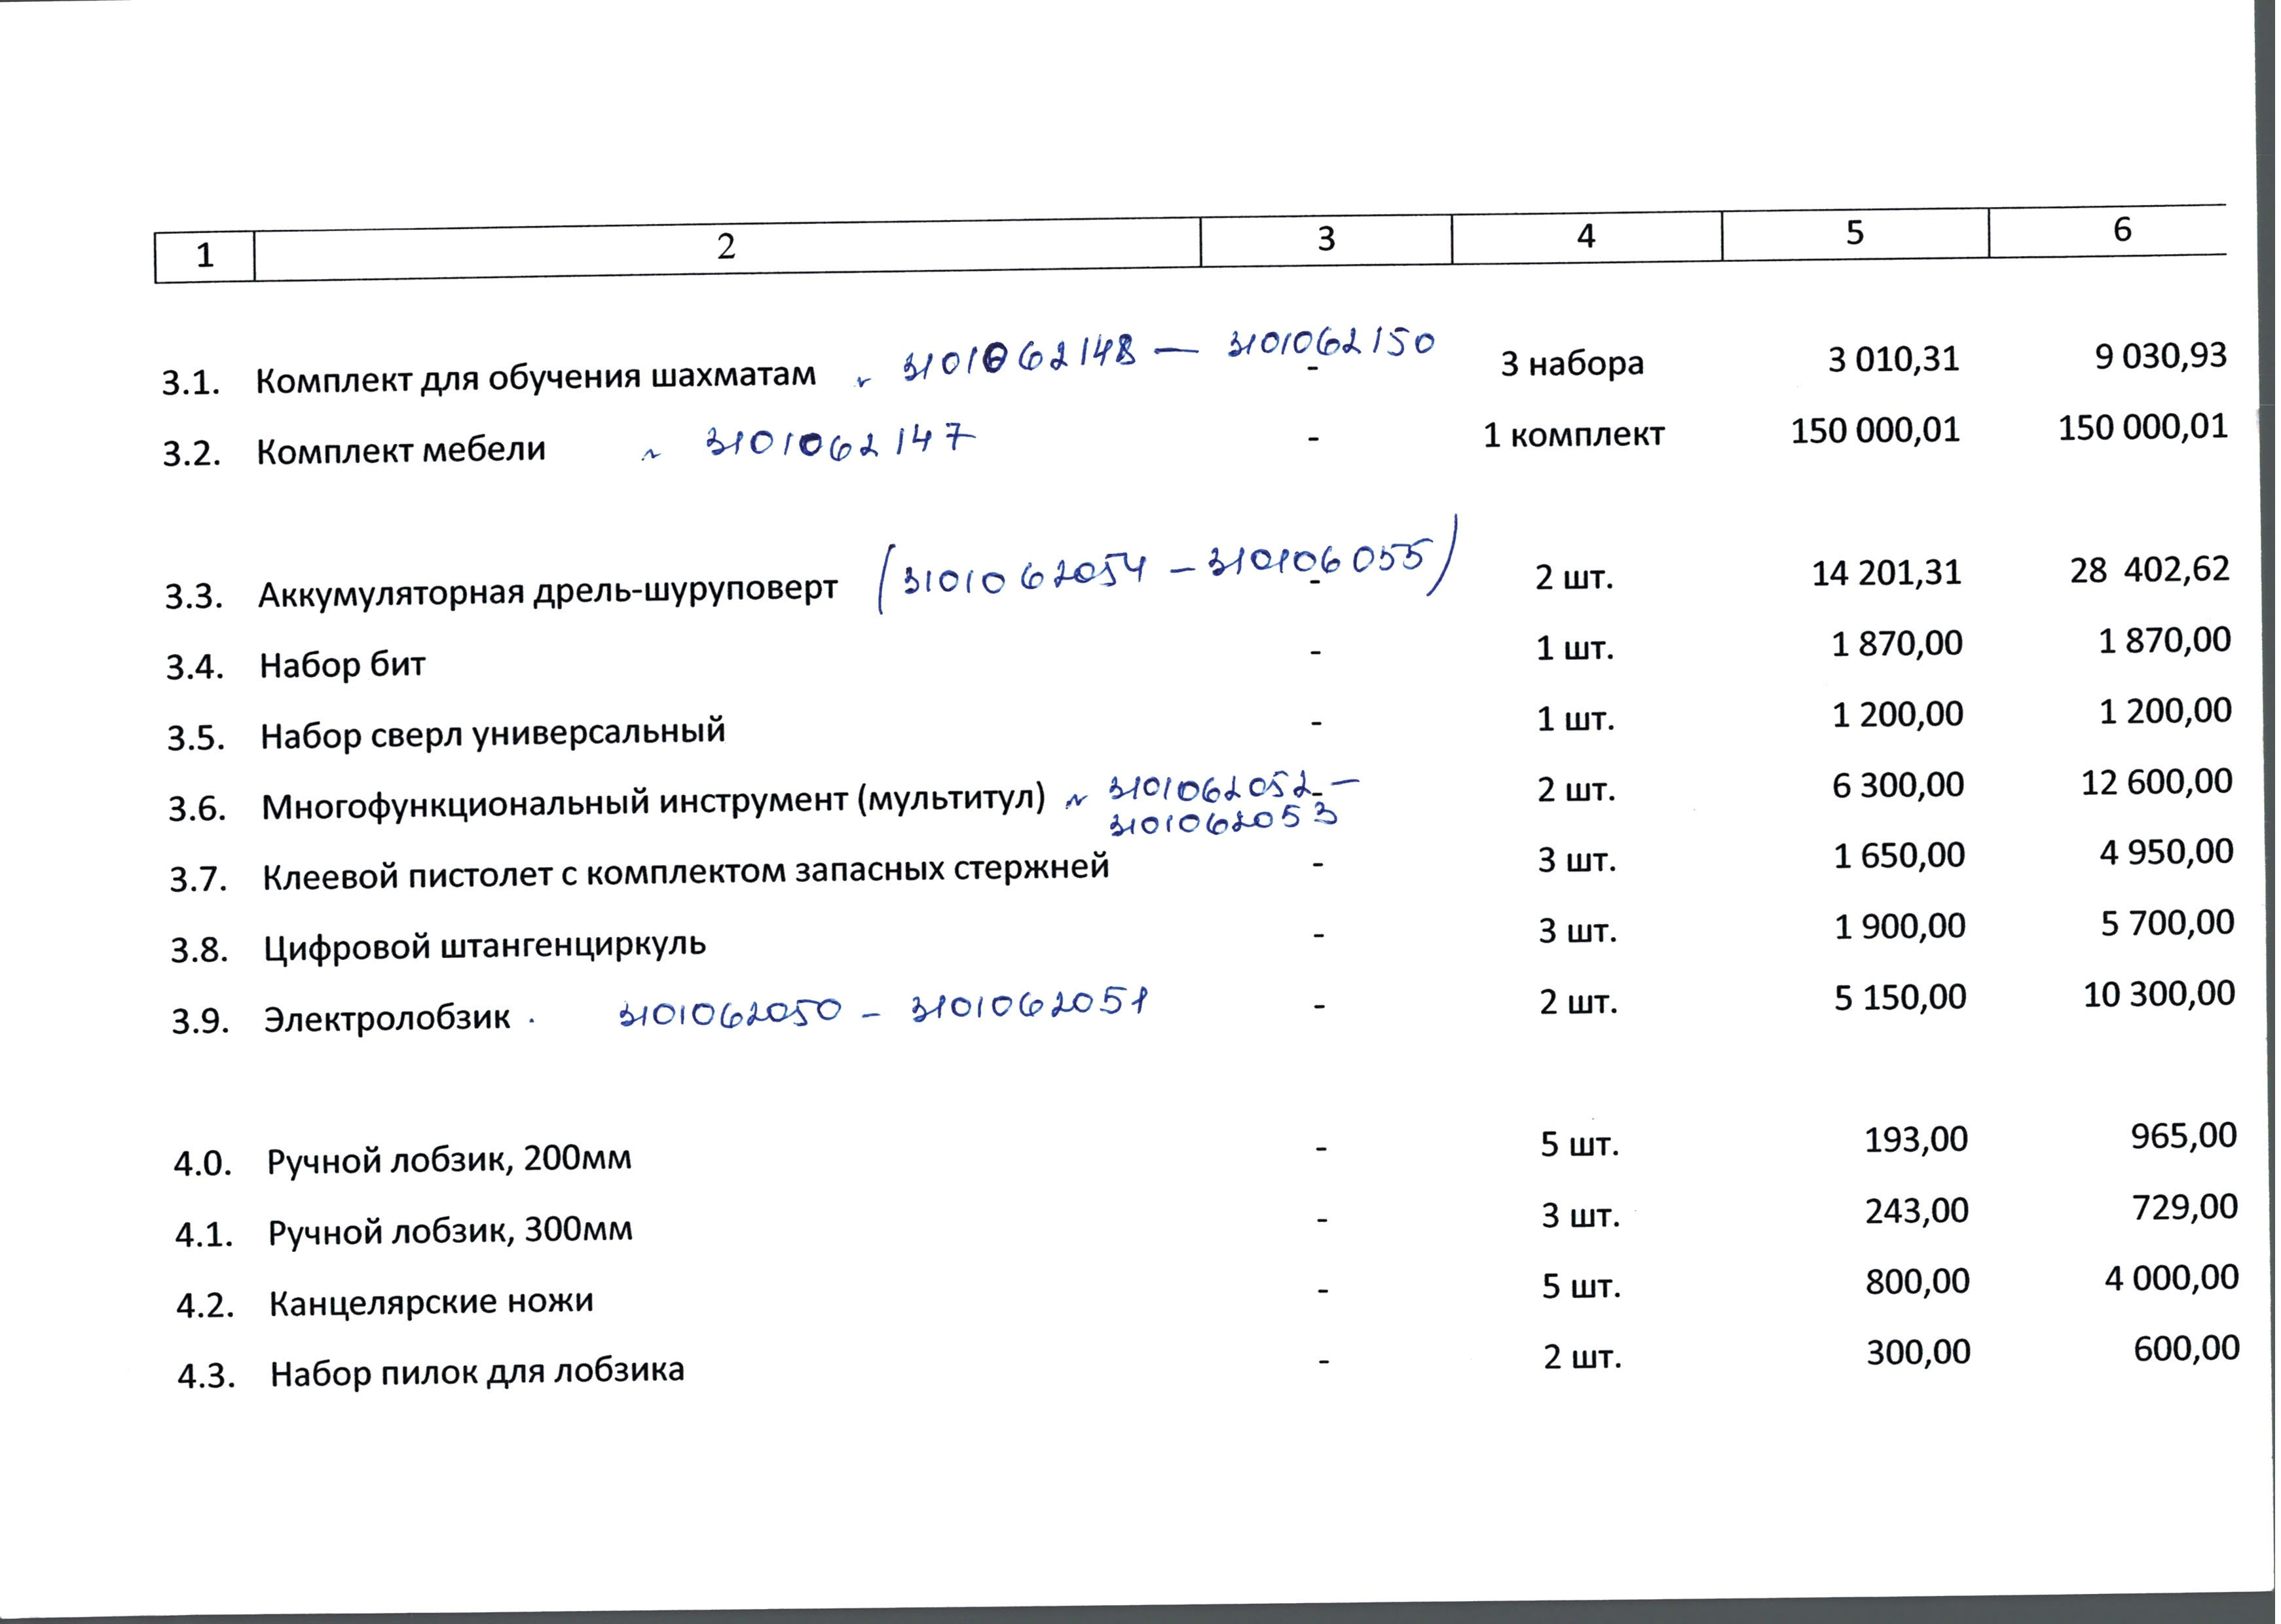 1 2 3 4 5 6
3.1. Комплект для обучения шахматам 3101062148 — 3101062150 - 3 набора 3 010,31 9 030,93
3.2. Комплект мебели ~ 3101062147 - 1 комплект 150 000,01 150 000,01
3.3. Аккумуляторная дрель-шуруповерт (3101062054 – 310106055) - 2 шт. 14 201,31 28 402,62
3.4. Набор бит - 1 шт. 1 870,00 1 870,00
3.5. Набор сверл универсальный - 1 шт. 1 200,00 1 200,00
3.6. Многофункциональный инструмент (мультитул) ~ 3101062052 — - 2 шт. 6 300,00 12 600,00
3101062053
3.7. Клеевой пистолет с комплектом запасных стержней - 3 шт. 1 650,00 4 950,00
3.8. Цифровой штангенциркуль - 3 шт. 1 900,00 5 700,00
3.9. Электролобзик 3101062050 – 3101062051 - 2 шт. 5 150,00 10 300,00
4.0. Ручной лобзик, 200мм - 5 шт. 193,00 965,00
4.1. Ручной лобзик, 300мм - 3 шт. 243,00 729,00
4.2. Канцелярские ножи - 5 шт. 800,00 4 000,00
4.3. Набор пилок для лобзика - 2 шт. 300,00 600,00